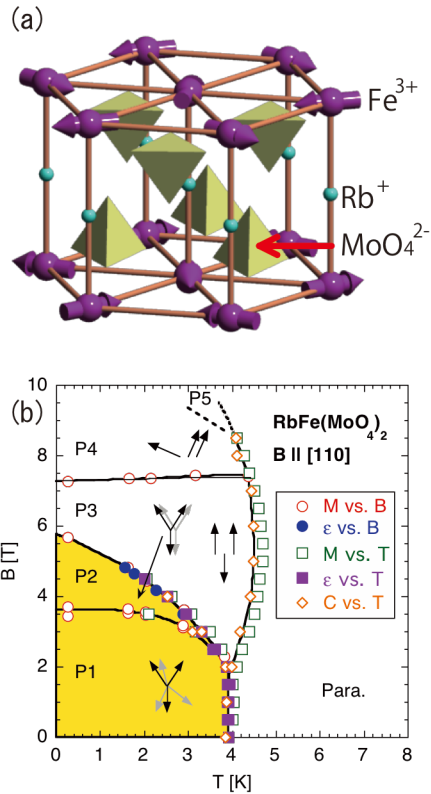 (a)
Fe3+
Rb+
MoO42-
(b)
10
8
6
4
2
0
B [T]
P5
P4
P3
P2
P1
RbFe(MoO4)2
B II [110]
M vs. B
ε vs. B
M vs. T
ε vs. T
C vs. T
Para.
0 1 2 3 4 5 6 7 8
T [K]